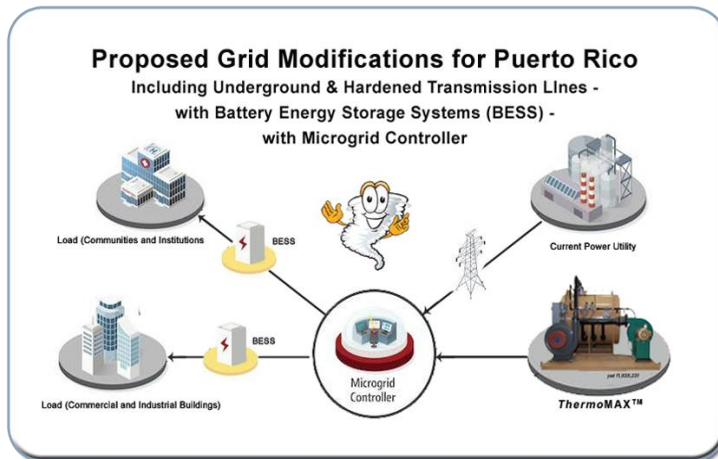 Proposed Grid Modifications for Puerto Rico
Including Underground & Hardened Transmission LInes -
with Battery Energy Storage Systems (BESS) -
with Microgrid Controller
Load (Communities and Institutions
BESS
Current Power Utility
Load (Commercial and Industrial Buildings)
BESS
Microgrid
Controller
ThermoMAX™